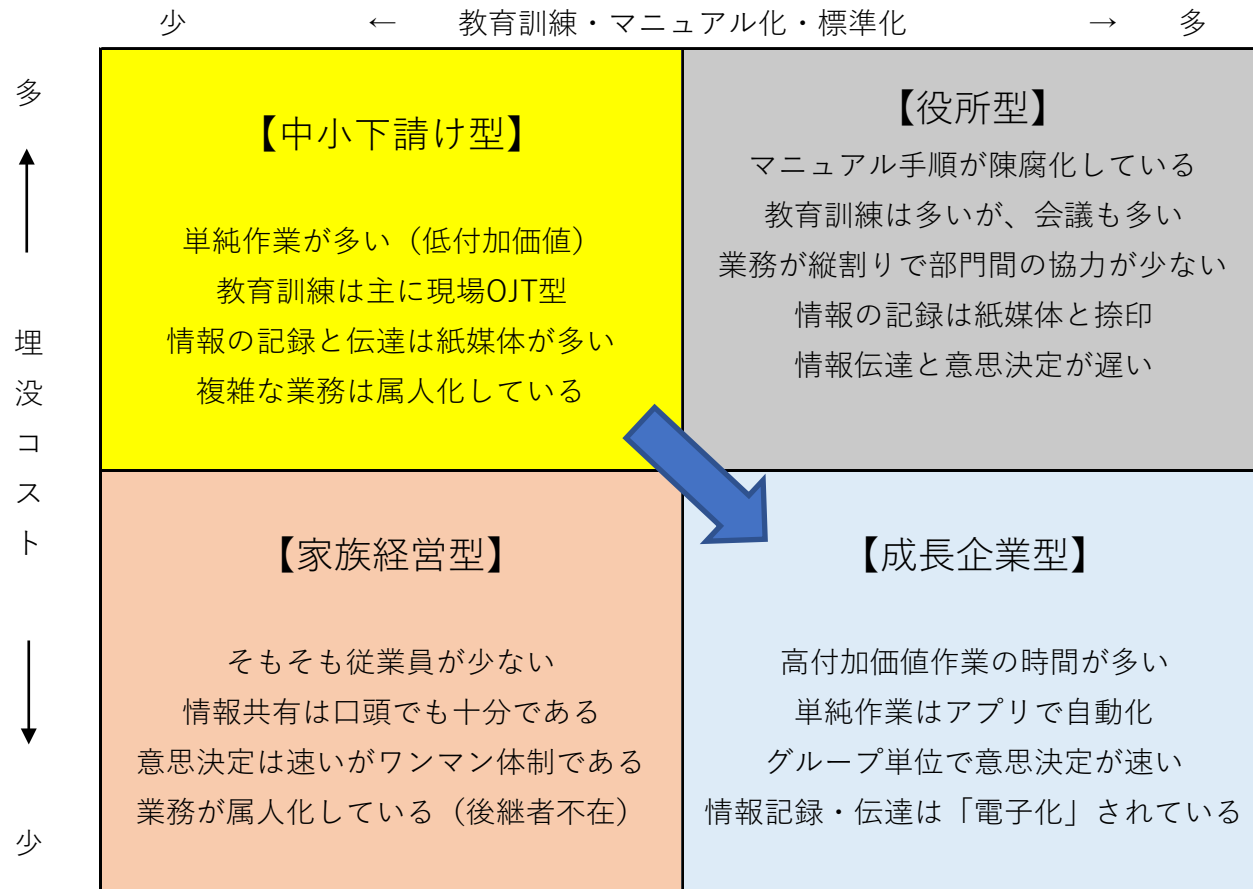 少 ← 教育訓練・マニュアル化・標準化 → 多
多
埋没コスト
少
【中小下請け型】
単純作業が多い（低付加価値）
教育訓練は主に現場OJT型
情報の記録と伝達は紙媒体が多い
複雑な業務は属人化している
【役所型】
マニュアル手順が陳腐化している
教育訓練は多いが、会議も多い
業務が縦割りで部門間の協力が少ない
情報の記録は紙媒体と捺印
情報伝達と意思決定が遅い
【家族経営型】
そもそも従業員が少ない
情報共有は口頭でも十分である
意思決定は速いがワンマン体制である
業務が属人化している（後継者不在）
【成長企業型】
高付加価値作業の時間が多い
単純作業はアプリで自動化
グループ単位で意思決定が速い
情報記録・伝達は「電子化」されている